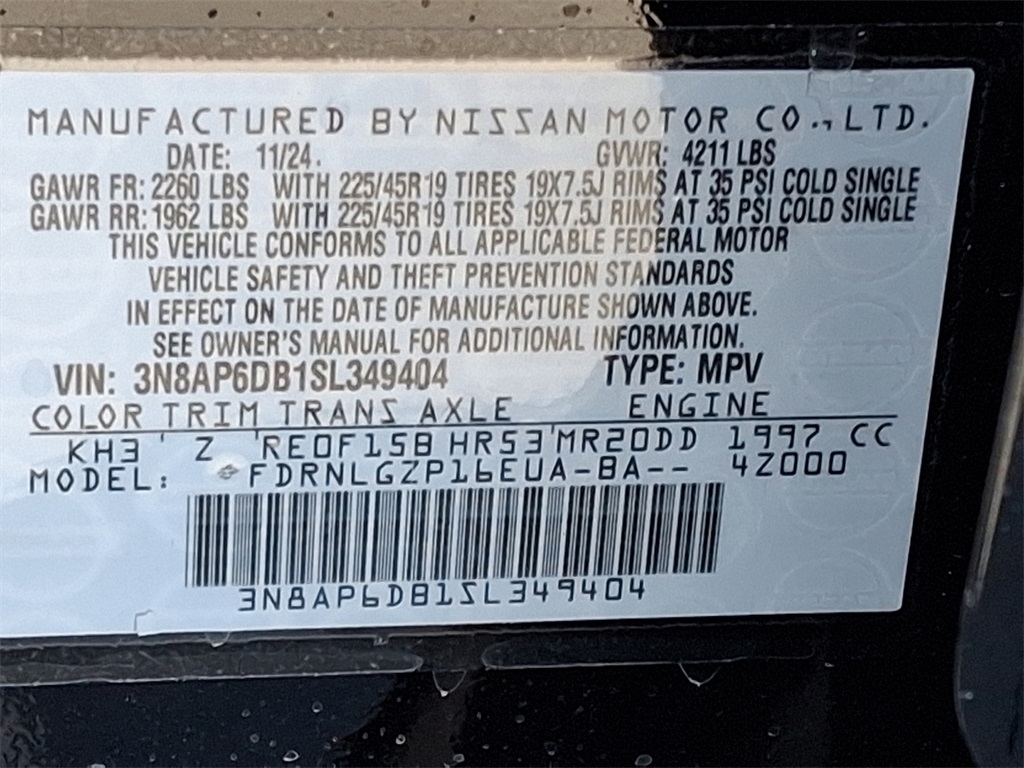 MANUFACTURED BY NISSAN MOTOR CO., LTD.
DATE: 11/24. GVWR: 4211 LBS
GAWR FR: 2260 LBS WITH 225/45R19 TIRES 19X7.5J RIMS AT 35 PSI COLD SINGLE
GAWR RR: 1962 LBS WITH 225/45R19 TIRES 19X7.5J RIMS AT 35 PSI COLD SINGLE
THIS VEHICLE CONFORMS TO ALL APPLICABLE FEDERAL MOTOR
VEHICLE SAFETY AND THEFT PREVENTION STANDARDS
IN EFFECT ON THE DATE OF MANUFACTURE SHOWN ABOVE.
SEE OWNER'S MANUAL FOR ADDITIONAL INFORMATION.
VIN: 3N8AP6DB1SL349404 TYPE: MPV
COLOR TRIM TRANS AXLE ENGINE
KH3 ' Z 'RE0F15B HR53'MR20DD 1997 CC
MODEL: FDRNLGZP16EUA-BA-- 42000
3N8AP6DB1SL349404